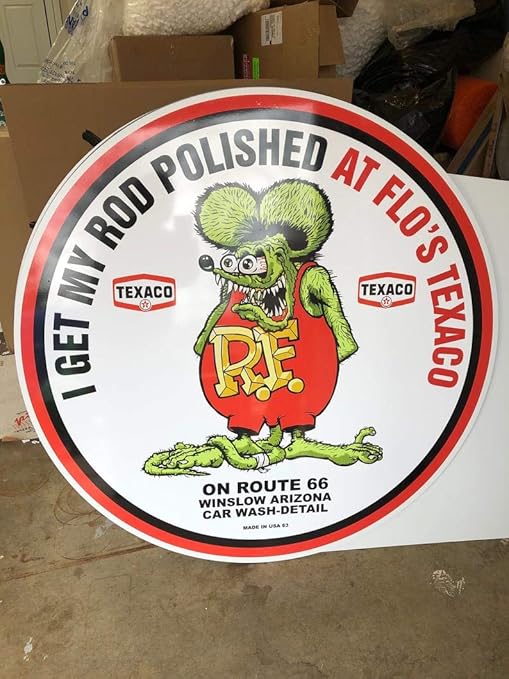 I GET MY ROD POLISHED AT FLO'S TEXACO
TEXACO
T
TEXACO
T
R.F.
ON ROUTE 66
WINSLOW ARIZONA
CAR WASH-DETAIL
MADE IN USA 63